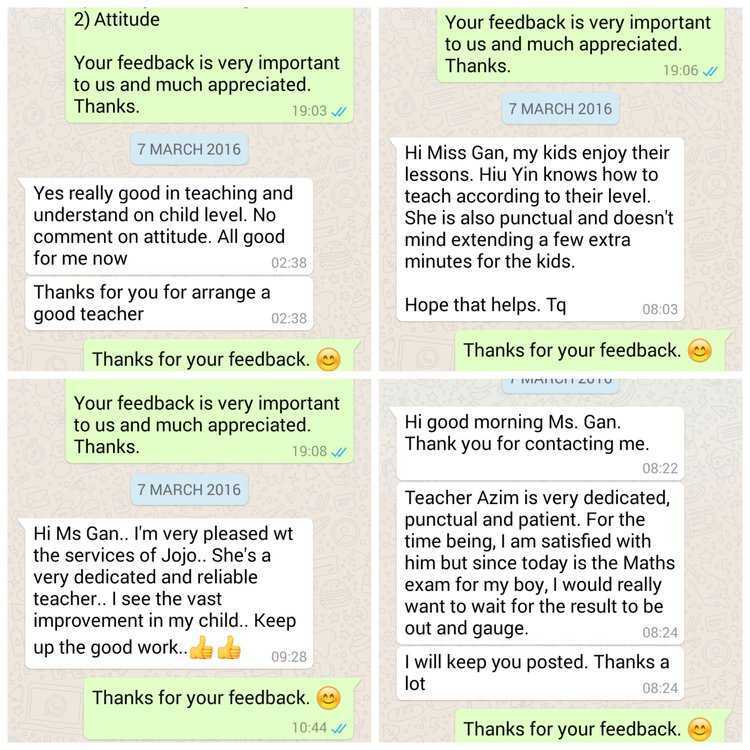 2) Attitude
Your feedback is very important
to us and much appreciated.
Thanks.
19:03
7 MARCH 2016
Yes really good in teaching and
understand on child level. No
comment on attitude. All good
for me now
02:38
Thanks for you for arrange a
good teacher
02:38
Thanks for your feedback. 😊
Your feedback is very important
to us and much appreciated.
Thanks.
19:06
7 MARCH 2016
Hi Miss Gan, my kids enjoy their
lessons. Hiu Yin knows how to
teach according to their level.
She is also punctual and doesn't
mind extending a few extra
minutes for the kids.
Hope that helps. Tq
08:03
Thanks for your feedback. 😊
Your feedback is very important
to us and much appreciated.
Thanks.
19:08
7 MARCH 2016
Hi Ms Gan.. I'm very pleased wt
the services of Jojo.. She's a
very dedicated and reliable
teacher.. I see the vast
improvement in my child.. Keep
up the good work..👍👍
09:28
Thanks for your feedback. 😊
10:44
7 MARCH 2016
Hi good morning Ms. Gan.
Thank you for contacting me.
08:22
Teacher Azim is very dedicated,
punctual and patient. For the
time being, I am satisfied with
him but since today is the Maths
exam for my boy, I would really
want to wait for the result to be
out and gauge.
08:24
I will keep you posted. Thanks a
lot
08:24
Thanks for your feedback. 😊